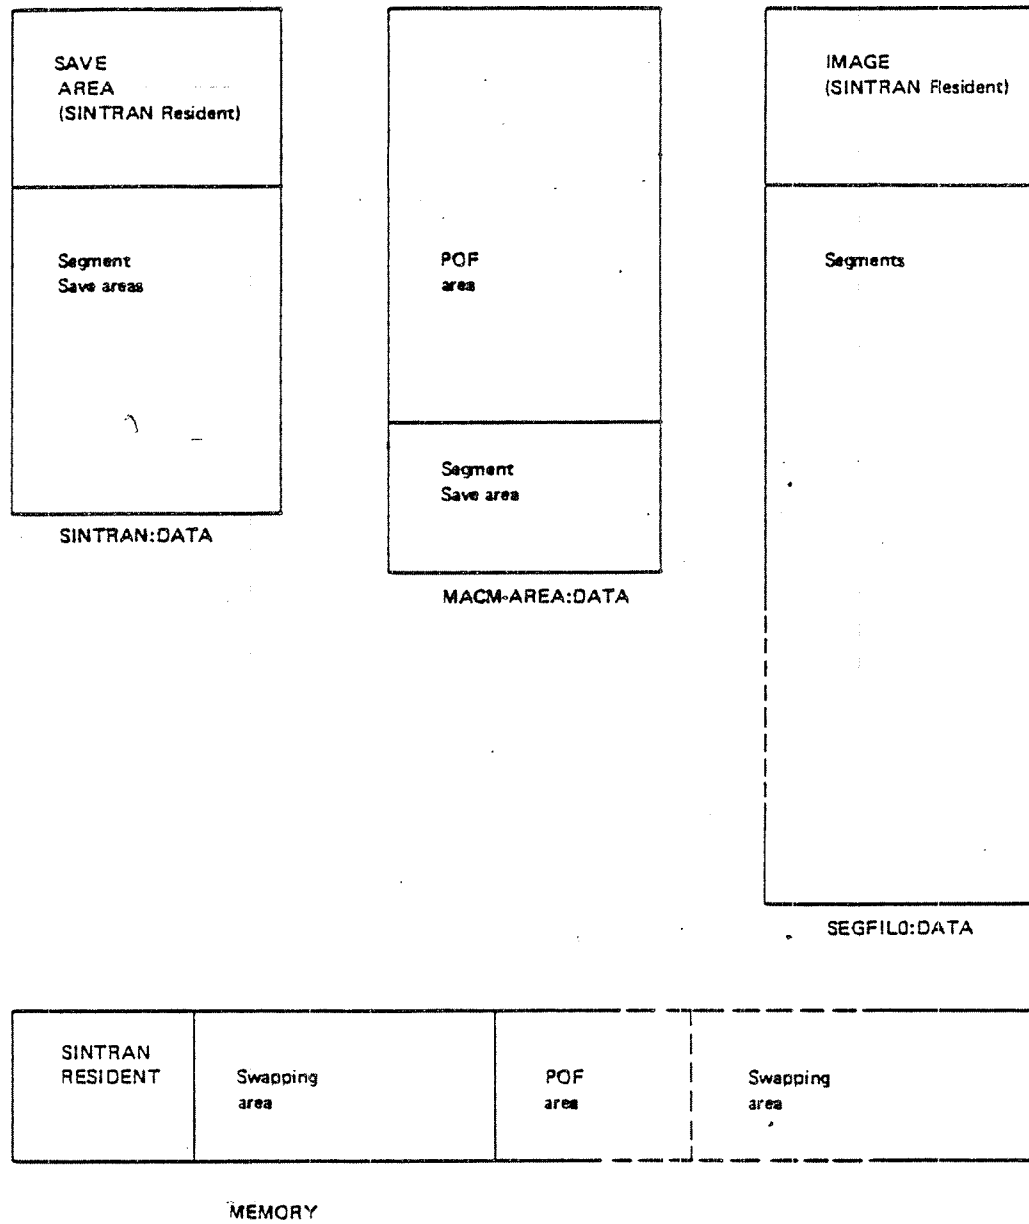 SAVE
AREA
(SINTRAN Resident)
Segment
Save areas
SINTRAN:DATA
POF
area
Segment
Save area
MACM-AREA:DATA
IMAGE
(SINTRAN Resident)
Segments
SEGFIL0:DATA
SINTRAN
RESIDENT
Swapping
area
POF
area
Swapping
area
MEMORY